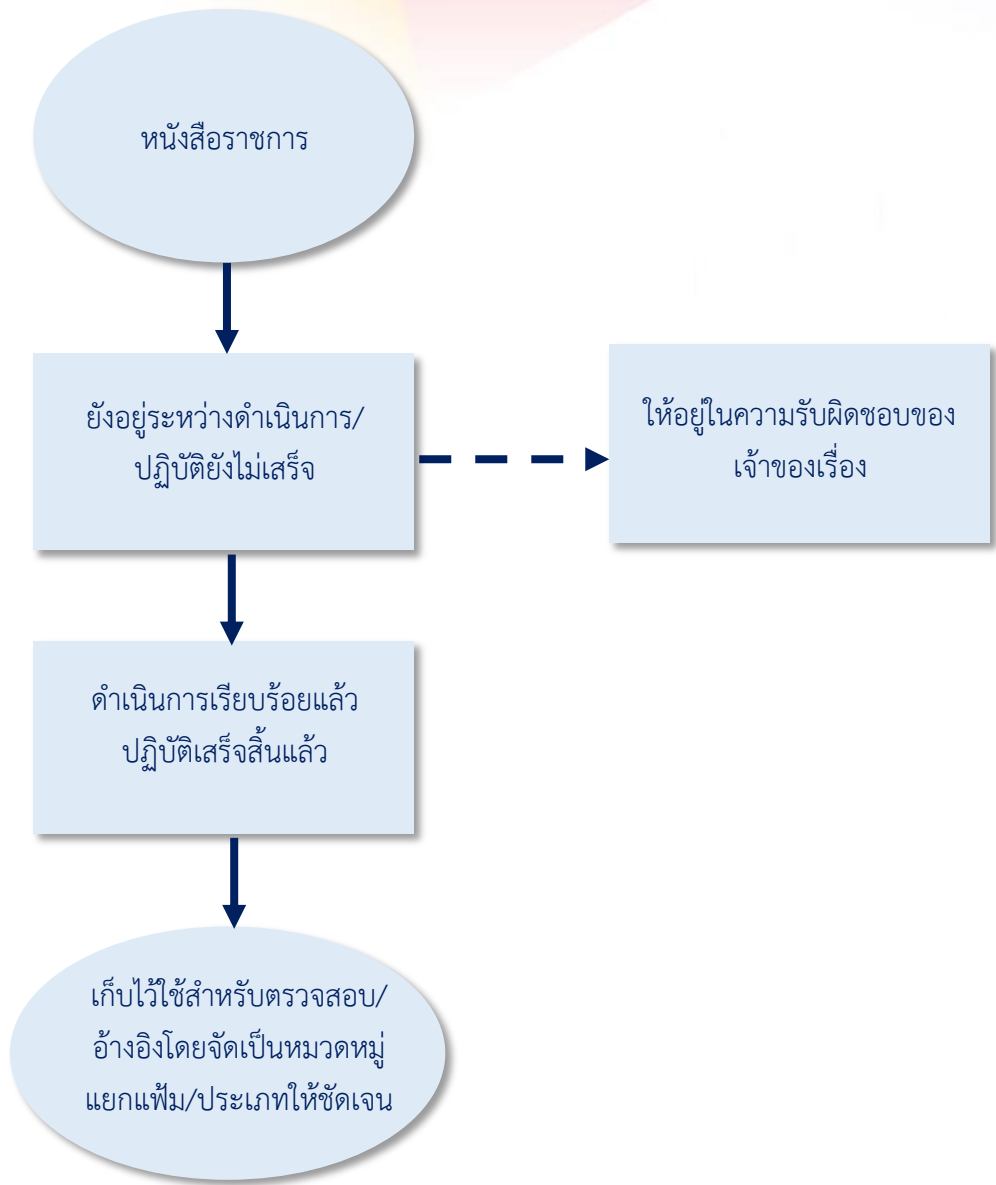 หนังสือราชการ
ยังอยู่ระหว่างดำเนินการ/
ปฏิบัติยังไม่เสร็จ
ให้อยู่ในความรับผิดชอบของ
เจ้าของเรื่อง
ดำเนินการเรียบร้อยแล้ว
ปฏิบัติเสร็จสิ้นแล้ว
เก็บไว้ใช้สำหรับตรวจสอบ/
อ้างอิงโดยจัดเป็นหมวดหมู่
แยกแฟ้ม/ประเภทให้ชัดเจน